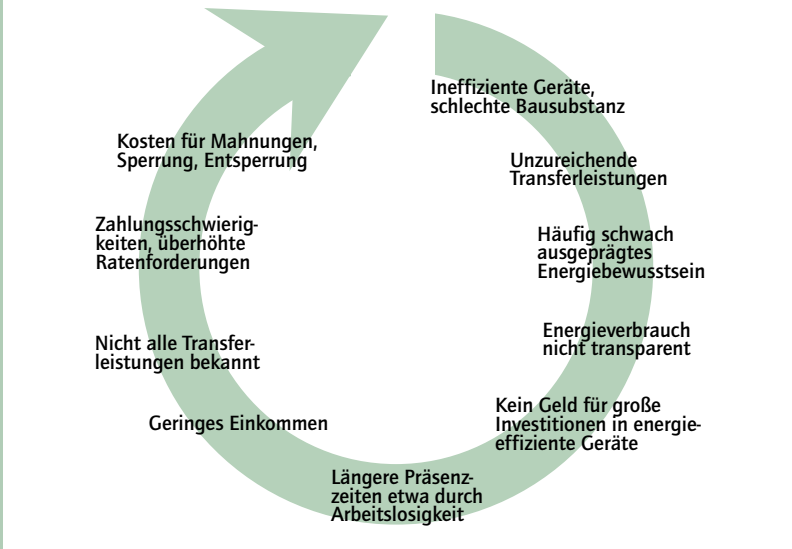 Ineffiziente Geräte,
schlechte Bausubstanz
Unzureichende
Transferleistungen
Häufig schwach
ausgeprägtes
Energiebewusstsein
Energieverbrauch
nicht transparent
Kein Geld für große
Investitionen in energie-
effiziente Geräte
Längere Präsenz-
zeiten etwa durch
Arbeitslosigkeit
Geringes Einkommen
Nicht alle Transfer-
leistungen bekannt
Zahlungsschwierig-
keiten, überhöhte
Ratenforderungen
Kosten für Mahnungen,
Sperrung, Entsperrung